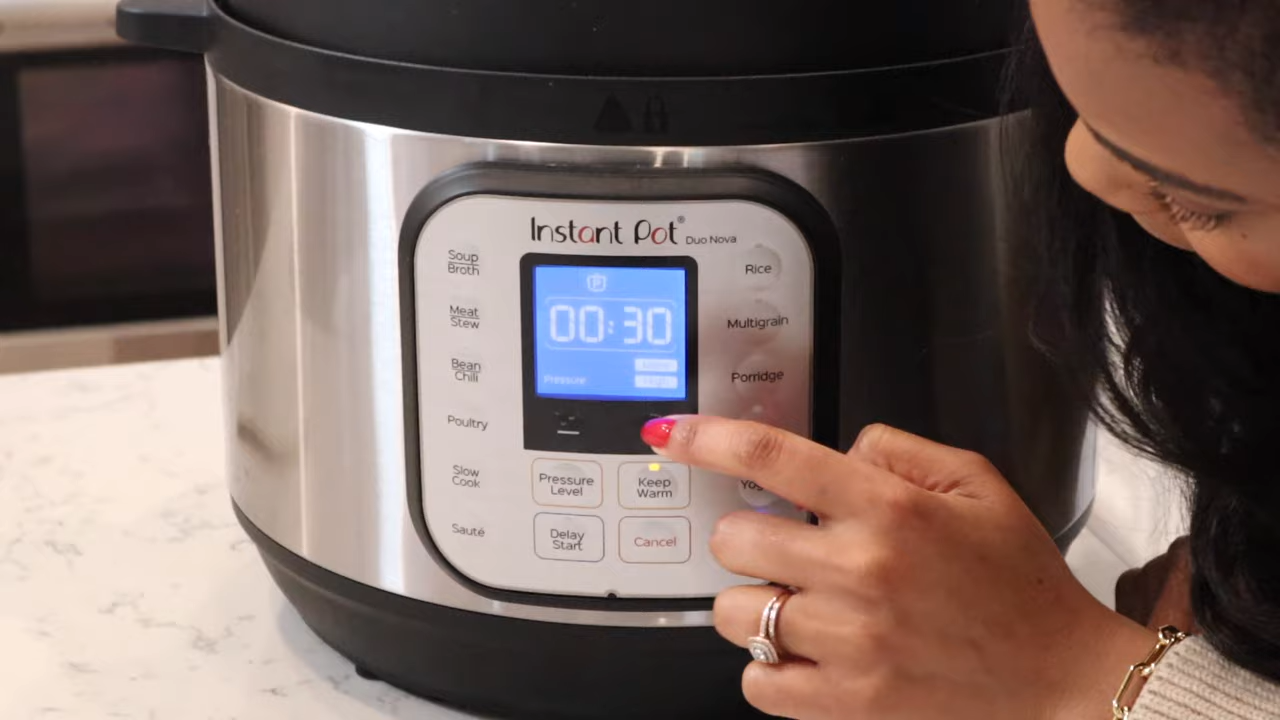 Instant Pot® Duo Nova
Soup
Broth
Meat
Stew
Bean
Chili
Poultry
Slow
Cook
Sauté
P
00:30
Pressure
High
Rice
Multigrain
Porridge
Pressure
Level
Keep
Warm
Delay
Start
Cancel